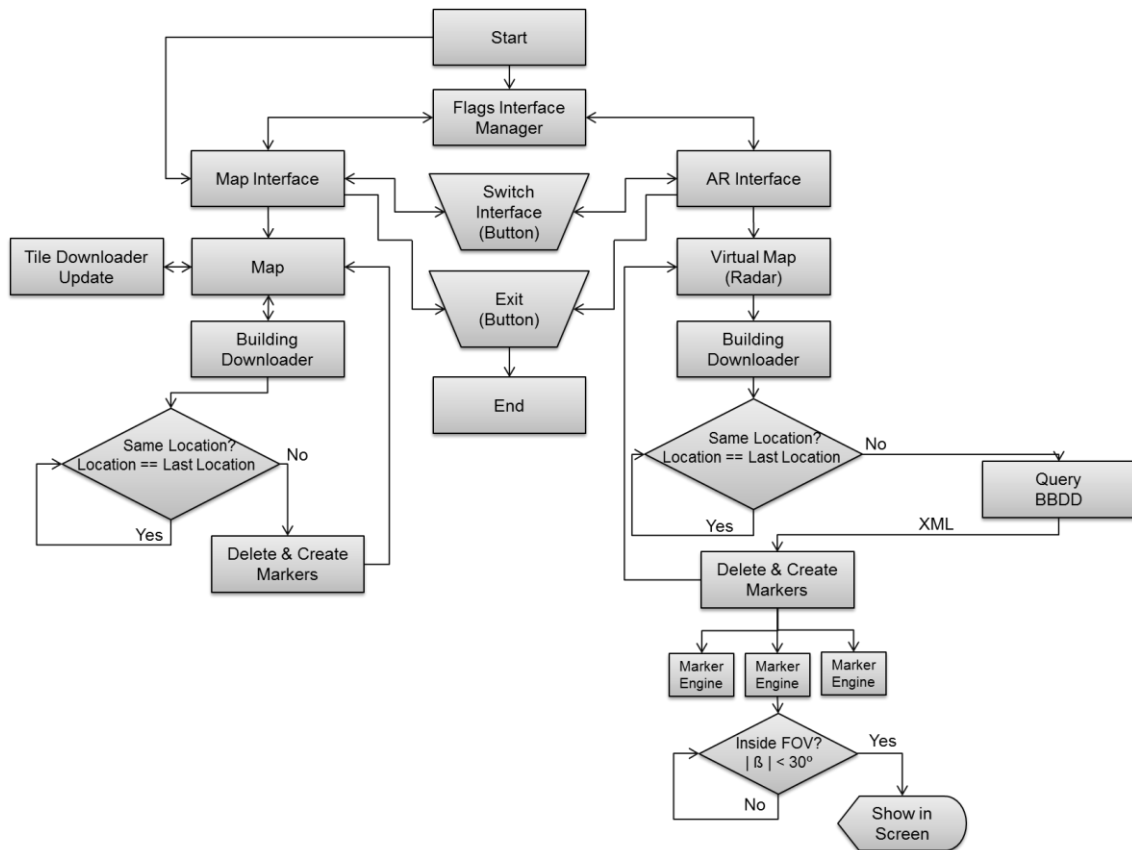 Start
Flags Interface
Manager
Map Interface
Switch
Interface
(Button)
AR Interface
Tile Downloader
Update
Map
Exit
(Button)
Virtual Map
(Radar)
Building
Downloader
Building
Downloader
End
Same Location?
Location == Last Location
No
Yes
Same Location?
Location == Last Location
No
Yes
Query
BBDD
XML
Delete & Create
Markers
Delete & Create
Markers
Marker
Engine
Marker
Engine
Marker
Engine
Inside FOV?
| ß | < 30º
Yes
No
Show in
Screen